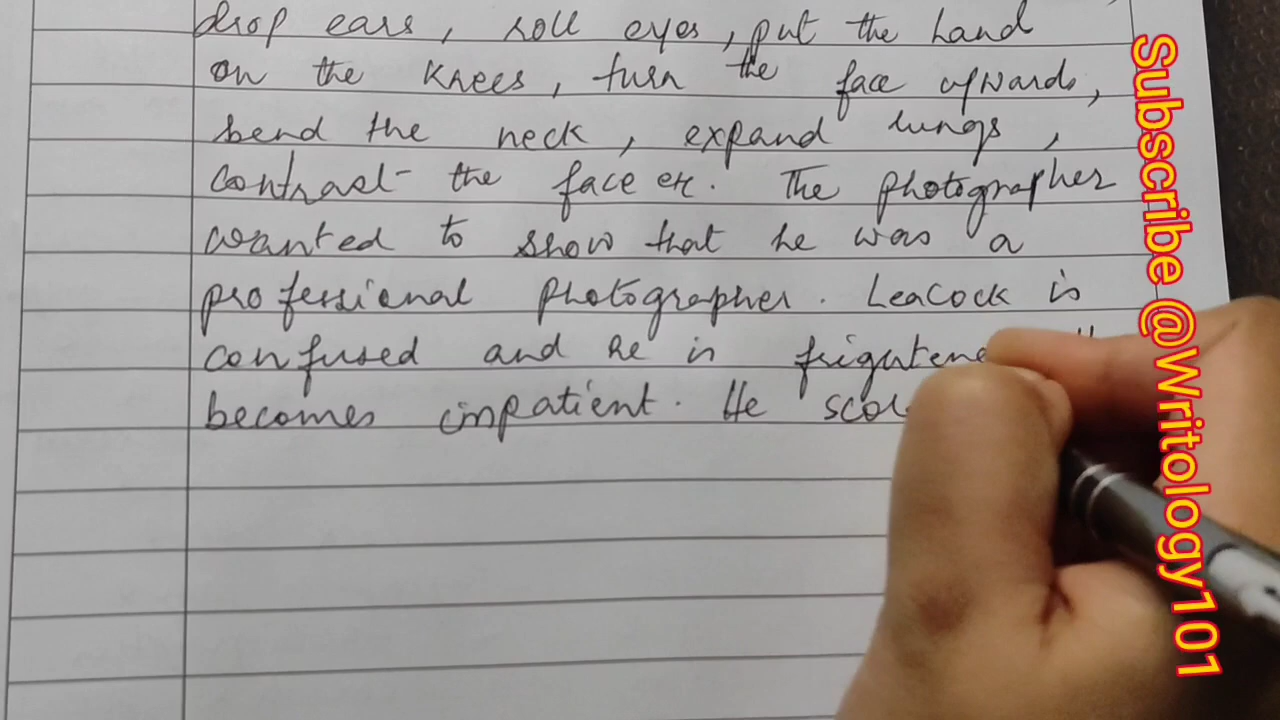 drop ears, roll eyes, put the hand
on the knees, turn the face upwards,
bend the neck, expand lungs,
contrast the face etc. The photographer
wanted to show that he was a
professional photographer. Leacock is
confused and he is
becomes impatient. He
Subscribe @Writology101